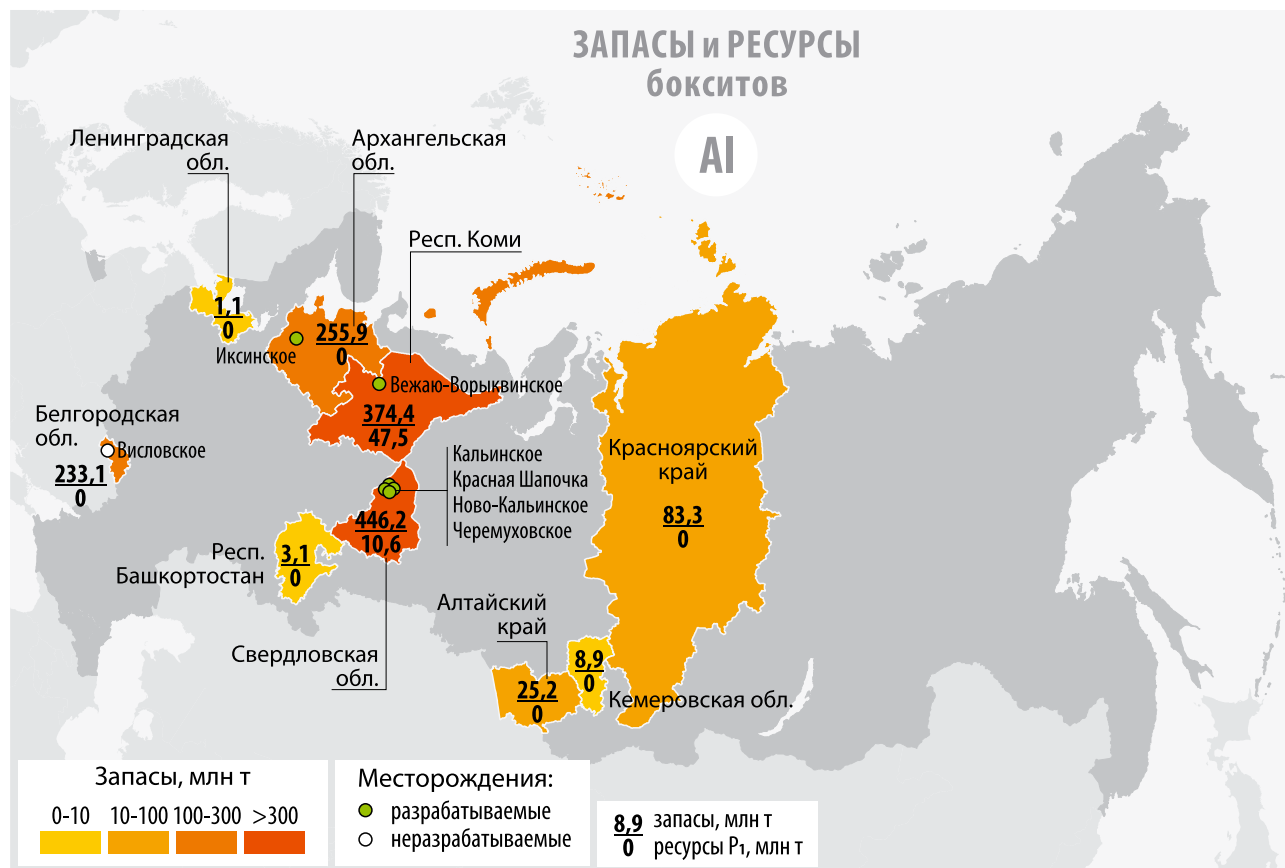 ЗАПАСЫ и РЕСУРСЫ
бокситов
Al
Ленинградская
обл.
Архангельская
обл.
Респ. Коми
1,1
0
Иксинское
255,9
0
Вежаю-Ворыквинское
374,4
47,5
Белгородская
обл.
Висловское
233,1
0
Кальинское
Красная Шапочка
Ново-Кальинское
Черемуховское
446,2
10,6
Красноярский
край
83,3
0
Респ.
Башкортостан
3,1
0
Свердловская
обл.
Алтайский
край
25,2
0
8,9
0
Кемеровская обл.
Запасы, млн т
0-10 10-100 100-300 >300
Месторождения:
разрабатываемые
неразрабатываемые
8,9 запасы, млн т
0 ресурсы P₁, млн т